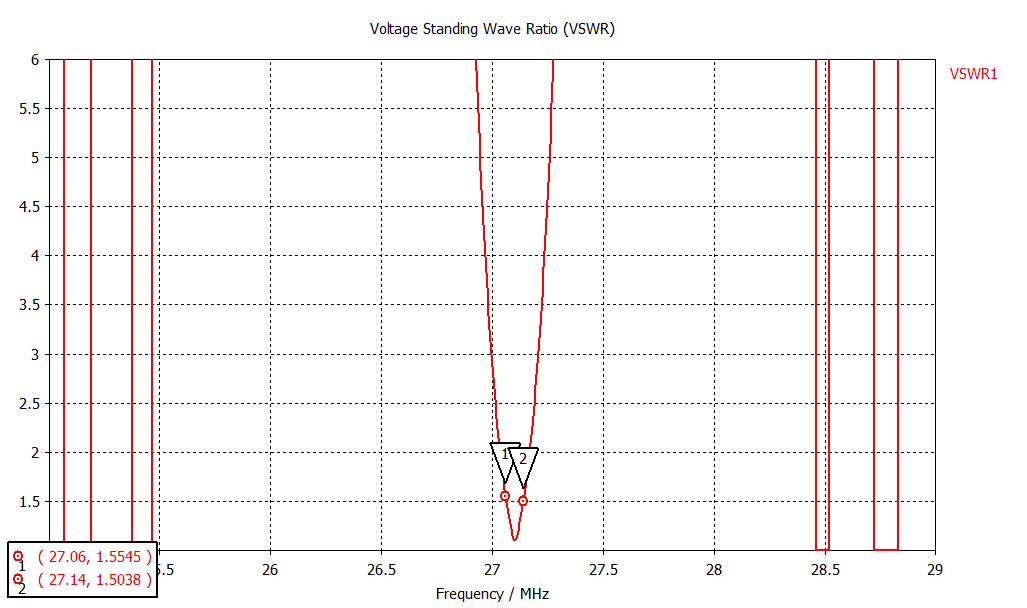 Voltage Standing Wave Ratio (VSWR)
6
5.5
5
4.5
4
3.5
3
2.5
2
1.5
VSWR1
1
2
1 ( 27.06, 1.5545 )
2 ( 27.14, 1.5038 )
5.5 26 26.5 27 27.5 28 28.5 29
Frequency / MHz